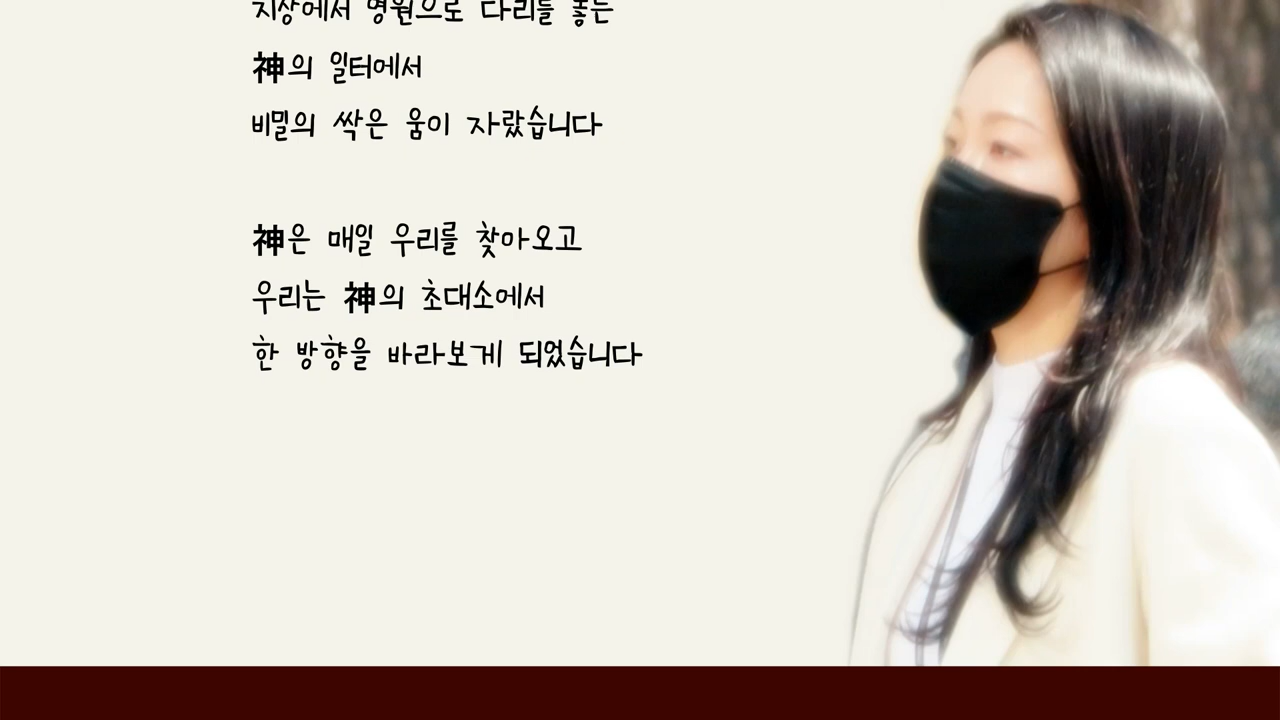 지상에서 영원으로 다리를 놓는
神의 일터에서
비밀의 싹은 움이 자랐습니다
神은 매일 우리를 찾아오고
우리는 神의 초대소에서
한 방향을 바라보게 되었습니다